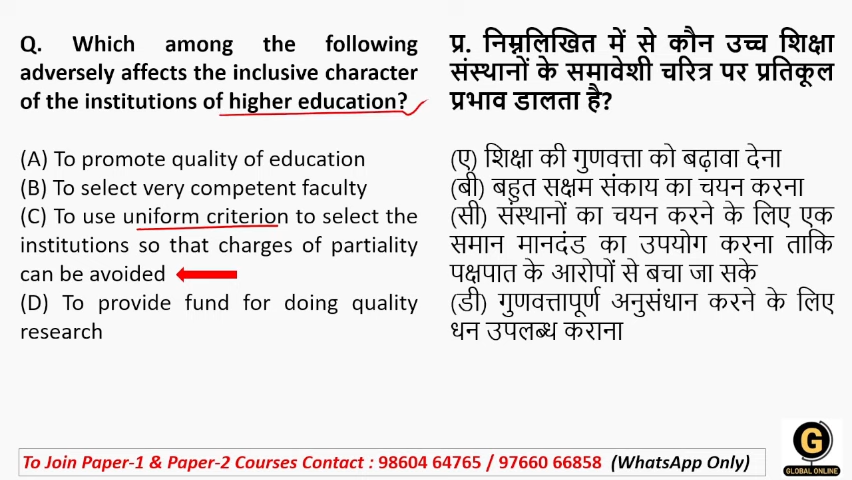 Q. Which among the following
adversely affects the inclusive character
of the institutions of higher education?
(A) To promote quality of education
(B) To select very competent faculty
(C) To use uniform criterion to select the
institutions so that charges of partiality
can be avoided
(D) To provide fund for doing quality
research
प्र. निम्नलिखित में से कौन उच्च शिक्षा
संस्थानों के समावेशी चरित्र पर प्रतिकूल
प्रभाव डालता है?
(ए) शिक्षा की गुणवत्ता को बढ़ावा देना
(बी) बहुत सक्षम संकाय का चयन करना
(सी) संस्थानों का चयन करने के लिए एक
समान मानदंड का उपयोग करना ताकि
पक्षपात के आरोपों से बचा जा सके
(डी) गुणवत्तापूर्ण अनुसंधान करने के लिए
धन उपलब्ध कराना
To Join Paper-1 & Paper-2 Courses Contact : 98604 64765 / 97660 66858 (WhatsApp Only)
G
GLOBAL ONLINE